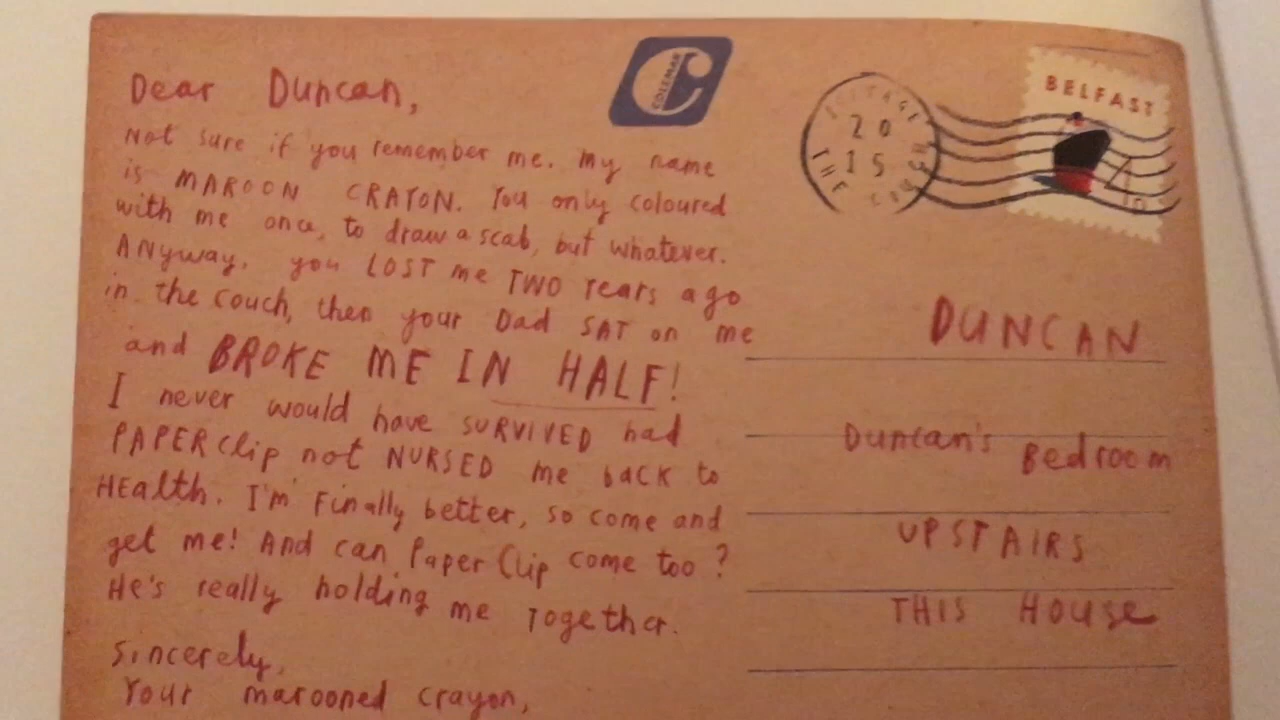 Dear Duncan,
Not sure if you remember me. My name
is MAROON CRAYON. You only coloured
with me once, to draw a scab, but whatever.
ANyway, you LOST me TWO Years ago
in the couch, then your Dad SAT on me
and BROKE ME IN HALF!
I never would have SURVIVED had
PAPERClip not NURSED me back to
HEalth. I'm Finally better, so come and
get me! And can Paper Clip come too?
He's really holding me Together.
Sincerely,
Your marooned crayon,
COLEMAN
20
15
THE
BELFAST
DUNCAN
Duncan's Bedroom
UPSTAIRS
THIS House